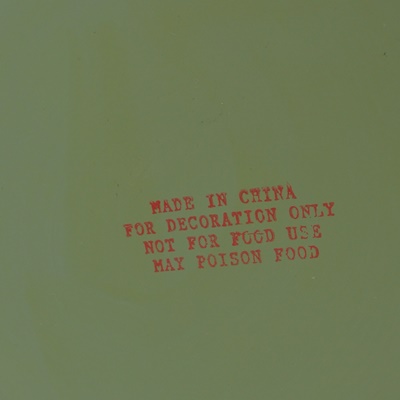 MADE IN CHINA
FOR DECORATION ONLY
NOT FOR FOOD USE
MAY POISON FOOD